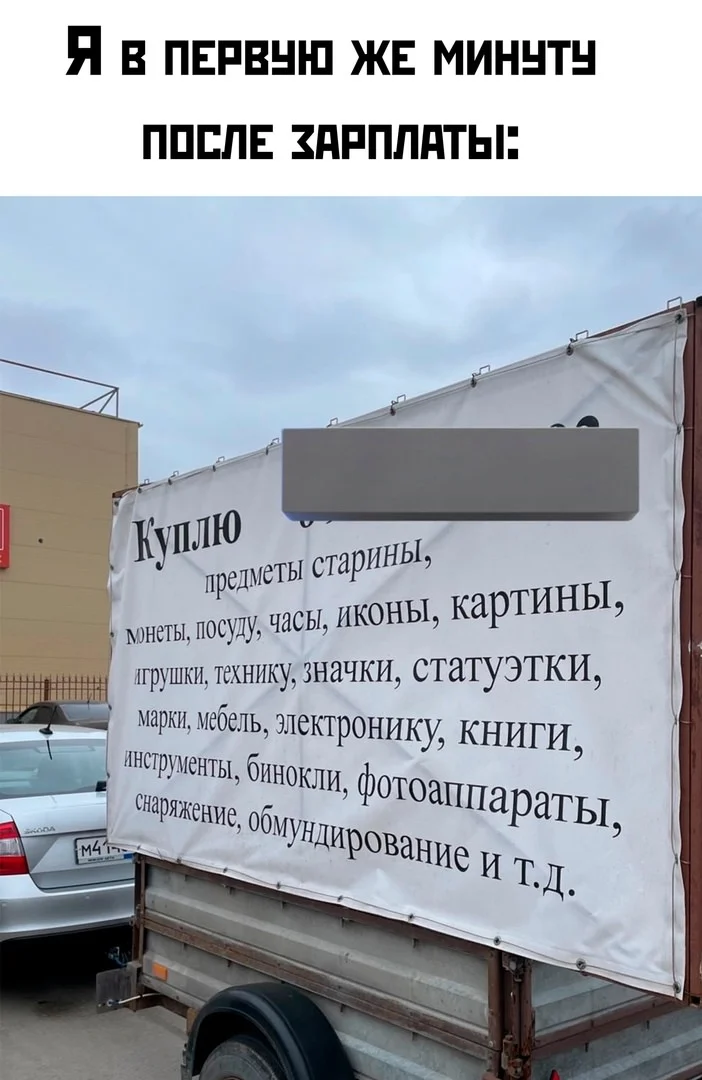 Я в первую же минуту
после зарплаты:
Куплю
предметы старины,
монеты, посуду, часы, иконы, картины,
игрушки, технику, значки, статуэтки,
марки, мебель, электронику, книги,
инструменты, бинокли, фотоаппараты,
снаряжение, обмундирование и т.д.
ŠKODA